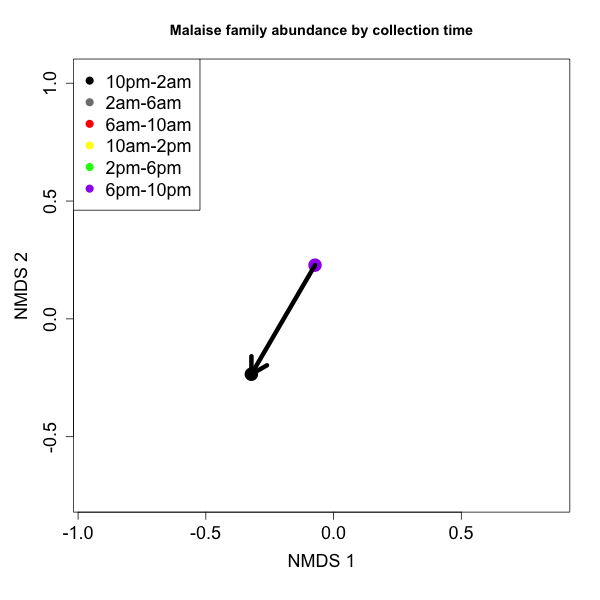 Malaise family abundance by collection time
10pm-2am
2am-6am
6am-10am
10am-2pm
2pm-6pm
6pm-10pm
1.0
0.5
0.0
-0.5
NMDS 2
-1.0 -0.5 0.0 0.5
NMDS 1